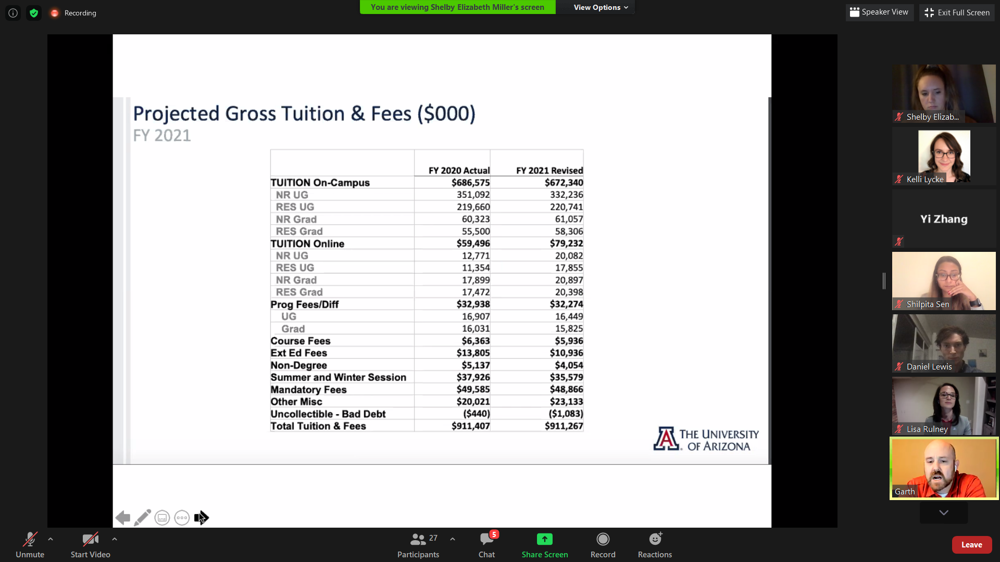 Recording
You are viewing Shelby Elizabeth Miller's screen
View Options
Speaker View
Exit Full Screen
Projected Gross Tuition & Fees ($000)
FY 2021
FY 2020 Actual FY 2021 Revised
TUITION On-Campus $686,575 $672,340
NR UG 351,092 332,236
RES UG 219,660 220,741
NR Grad 60,323 61,057
RES Grad 55,500 58,306
TUITION Online $59,496 $79,232
NR UG 12,771 20,082
RES UG 11,354 17,855
NR Grad 17,899 20,897
RES Grad 17,472 20,398
Prog Fees/Diff $32,938 $32,274
UG 16,907 16,449
Grad 16,031 15,825
Course Fees $6,363 $5,936
Ext Ed Fees $13,805 $10,936
Non-Degree $5,137 $4,054
Summer and Winter Session $37,926 $35,579
Mandatory Fees $49,585 $48,866
Other Misc $20,021 $23,133
Uncollectible - Bad Debt ($440) ($1,083)
Total Tuition & Fees $911,407 $911,267
A
THE UNIVERSITY
OF ARIZONA
Shelby Elizab...
Kelli Lycke
Yi Zhang
Shilpita Sen
Daniel Lewis
Lisa Rulney
Garth
Unmute
Start Video
27
Participants
5
Chat
Share Screen
Record
Reactions
Leave